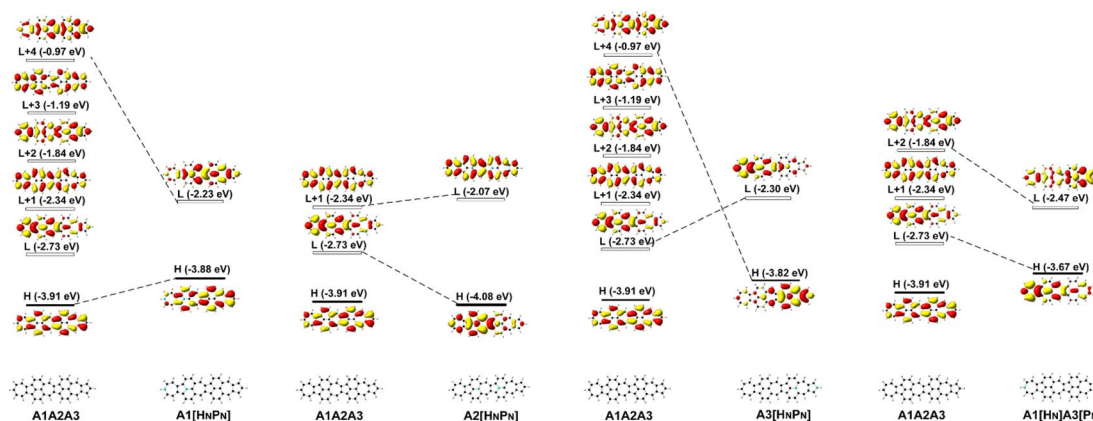 L+4 (-0.97 eV)
L+3 (-1.19 eV)
L+2 (-1.84 eV)
L+1 (-2.34 eV)
L (-2.73 eV)
H (-3.91 eV)
A1A2A3
L (-2.23 eV)
H (-3.88 eV)
A1[HNPN]
L+1 (-2.34 eV)
L (-2.73 eV)
H (-3.91 eV)
A1A2A3
L (-2.07 eV)
H (-4.08 eV)
A2[HNPN]
L+4 (-0.97 eV)
L+3 (-1.19 eV)
L+2 (-1.84 eV)
L+1 (-2.34 eV)
L (-2.73 eV)
H (-3.91 eV)
A1A2A3
L (-2.30 eV)
H (-3.82 eV)
A3[HNPN]
L+2 (-1.84 eV)
L+1 (-2.34 eV)
L (-2.73 eV)
H (-3.91 eV)
A1A2A3
L (-2.47 eV)
H (-3.67 eV)
A1[HN]A3[P